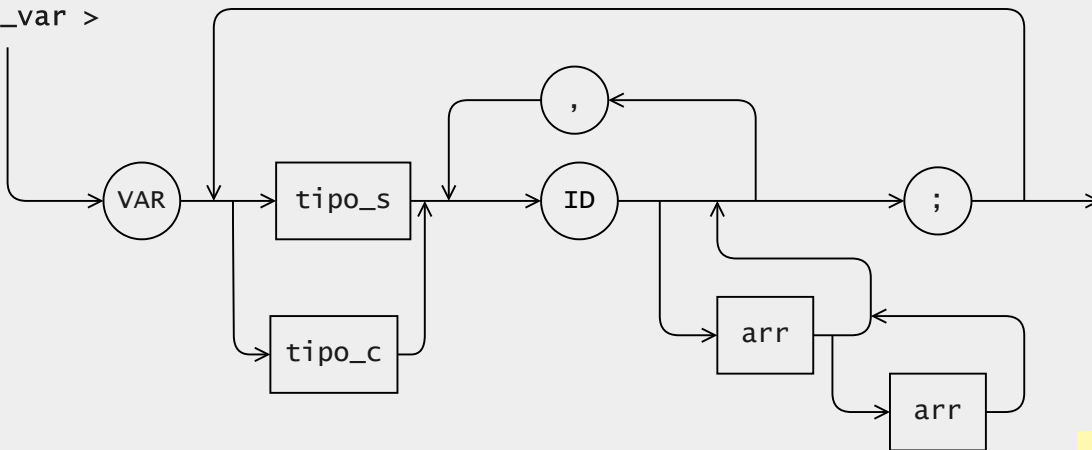 _var >
,
VAR
tipo_s
ID
;
tipo_c
arr
arr